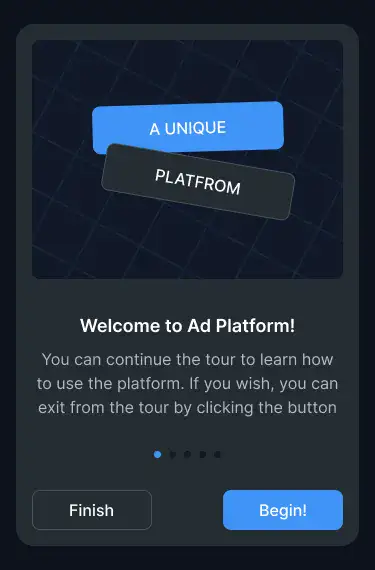 A UNIQUE
PLATFROM
Welcome to Ad Platform!
You can continue the tour to learn how
to use the platform. If you wish, you can
exit from the tour by clicking the button
Finish
Begin!